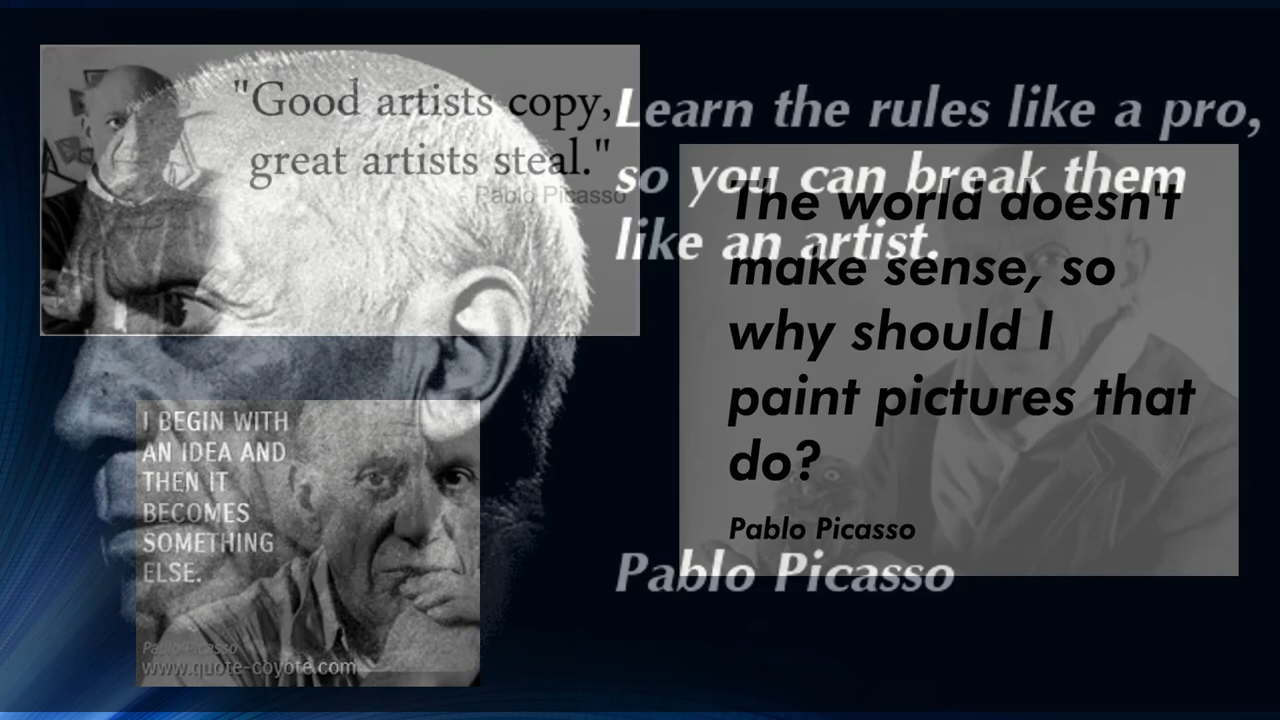 "Good artists copy,
great artists steal."
- Pablo Picasso
Learn the rules like a pro,
so you can break them
like an artist.
Pablo Picasso
The world doesn't
make sense, so
why should I
paint pictures that
do?
Pablo Picasso
I BEGIN WITH
AN IDEA AND
THEN IT
BECOMES
SOMETHING
ELSE.
Pablo Picasso
www.quote-coyote.com